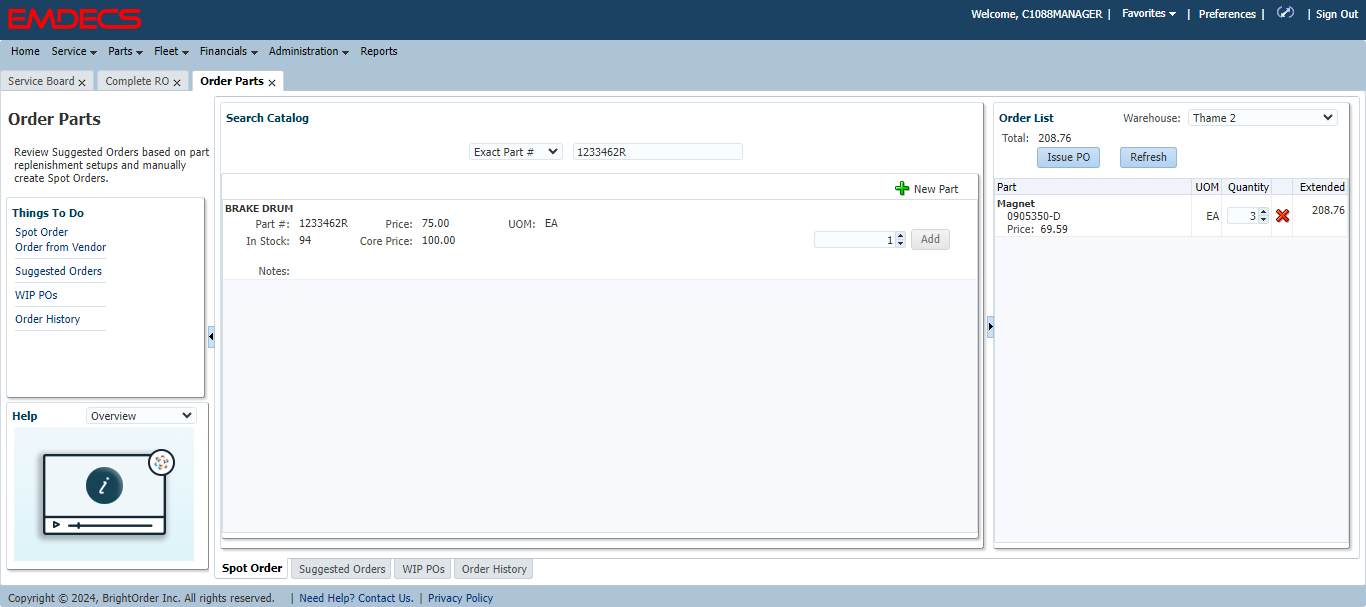 EMDECS
Welcome, C1088MANAGER | Favorites | Preferences | | Sign Out
Home Service Parts Fleet Financials Administration Reports
Service Board x Complete RO x Order Parts x
Order Parts
Review Suggested Orders based on part
replenishment setups and manually
create Spot Orders.
Things To Do
Spot Order
Order from Vendor
Suggested Orders
WIP POs
Order History
Help Overview
i
Search Catalog
Exact Part # 1233462R
New Part
BRAKE DRUM
Part #: 1233462R Price: 75.00 UOM: EA
In Stock: 94 Core Price: 100.00 1 Add
Notes:
Order List Warehouse: Thame 2
Total: 208.76
Issue PO Refresh
Part UOM Quantity Extended
Magnet
0905350-D EA 3 208.76
Price: 69.59
Spot Order Suggested Orders WIP POs Order History
Copyright © 2024, BrightOrder Inc. All rights reserved. | Need Help? Contact Us. | Privacy Policy